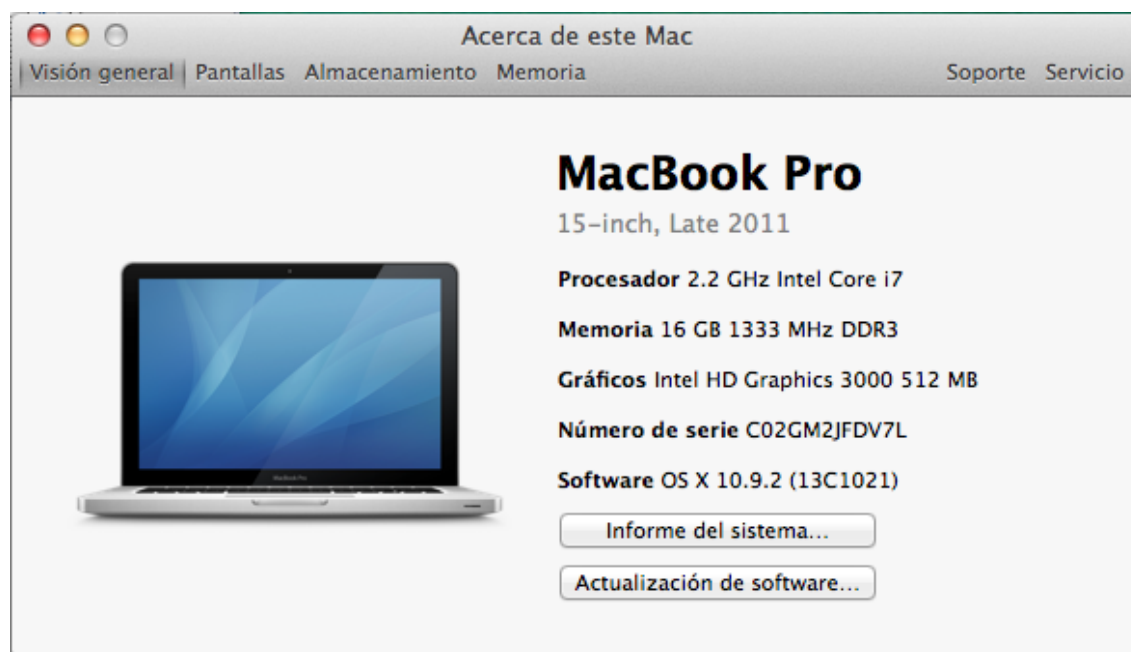 Acerca de este Mac
Visión general Pantallas Almacenamiento Memoria Soporte Servicio
MacBook Pro
15-inch, Late 2011
Procesador 2.2 GHz Intel Core i7
Memoria 16 GB 1333 MHz DDR3
Gráficos Intel HD Graphics 3000 512 MB
Número de serie C02GM2JFDV7L
Software OS X 10.9.2 (13C1021)
MacBook Pro
Informe del sistema...
Actualización de software...